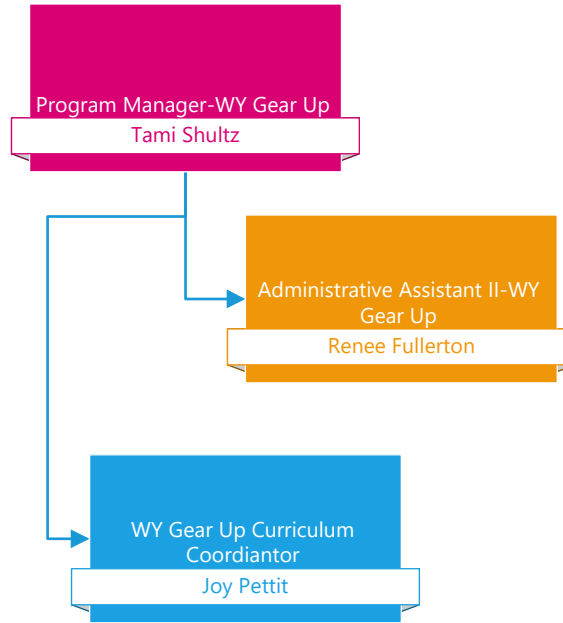 Program Manager-WY Gear Up
Tami Shultz
Administrative Assistant II-WY
Gear Up
Renee Fullerton
WY Gear Up Curriculum
Coordiantor
Joy Pettit